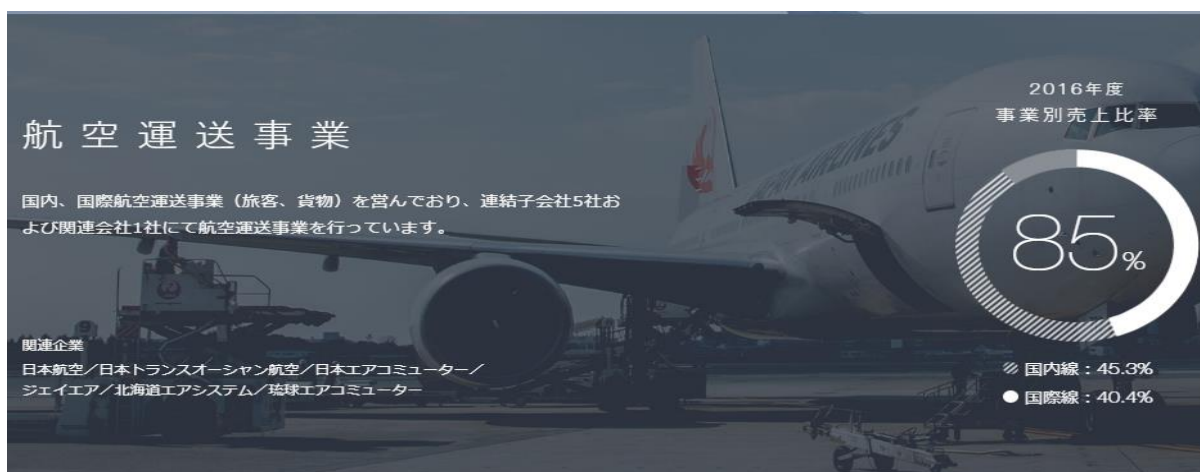 航空運送事業
国内、国際航空運送事業（旅客、貨物）を営んでおり、連結子会社5社お
よび関連会社1社にて航空運送事業を行っています。
関連企業
日本航空／日本トランスオーシャン航空／日本エアコミューター／
ジェイエア／北海道エアシステム／琉球エアコミューター
2016年度
事業別売上比率
85%
国内線：45.3%
国際線：40.4%
JAPAN AIRLINES